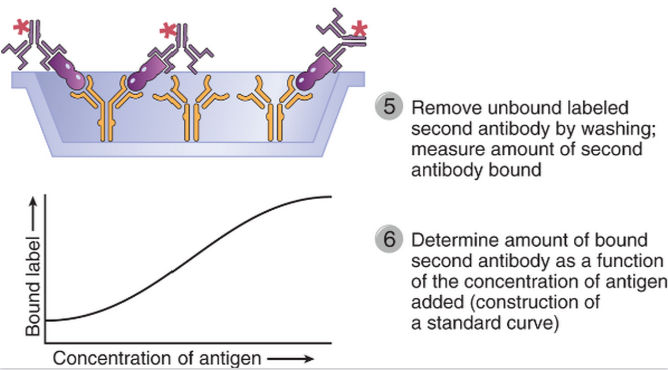 5 Remove unbound labeled
second antibody by washing;
measure amount of second
antibody bound
Bound label
Concentration of antigen
6 Determine amount of bound
second antibody as a function
of the concentration of antigen
added (construction of
a standard curve)